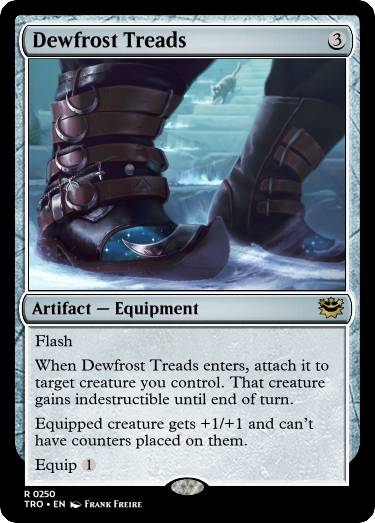 Dewfrost Treads 3
Artifact — Equipment
Flash
When Dewfrost Treads enters, attach it to
target creature you control. That creature
gains indestructible until end of turn.
Equipped creature gets +1/+1 and can't
have counters placed on them.
Equip 1
R 0250
TRO • EN Frank Freire